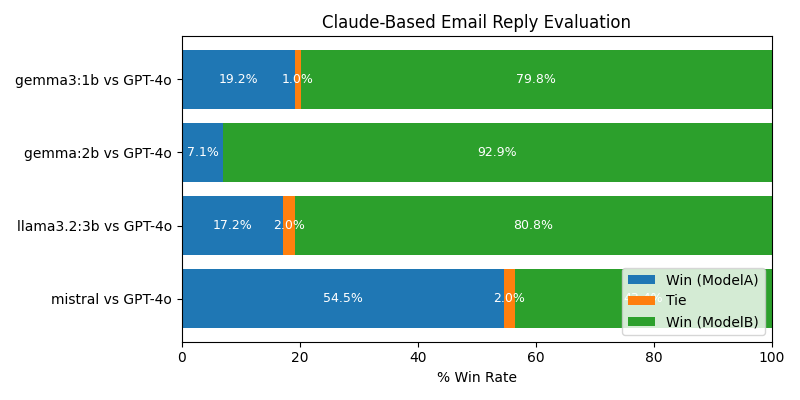 Claude-Based Email Reply Evaluation
gemma3:1b vs GPT-4o
19.2%
1.0%
79.8%
gemma:2b vs GPT-4o
7.1%
92.9%
llama3.2:3b vs GPT-4o
17.2%
2.0%
80.8%
mistral vs GPT-4o
54.5%
2.0%
Win (ModelA)
Tie
Win (ModelB)
0 20 40 60 80 100
% Win Rate